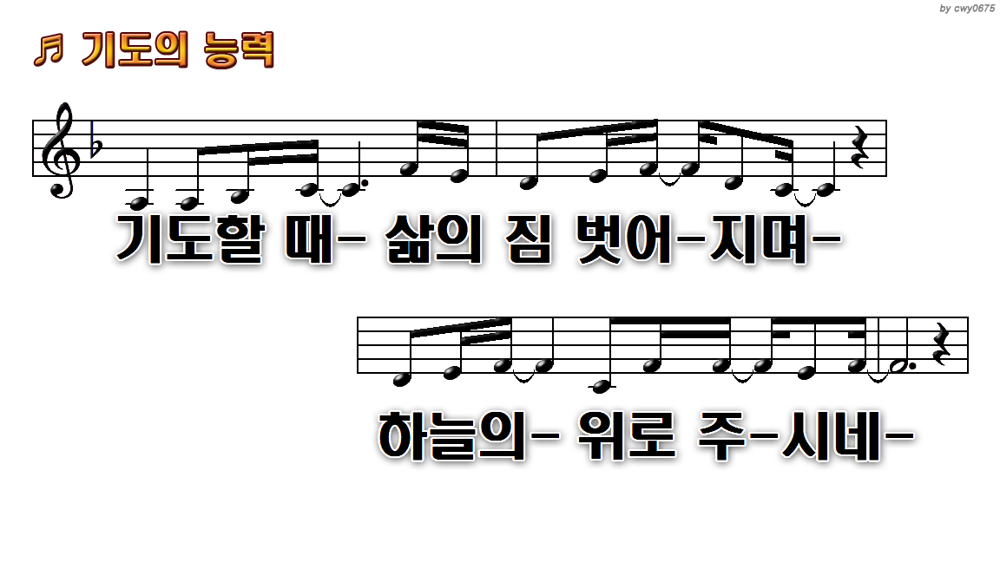 by cwy0675
기도의 능력
기도할 때- 삶의 짐 벗어-지며-
하늘의- 위로 주-시네-